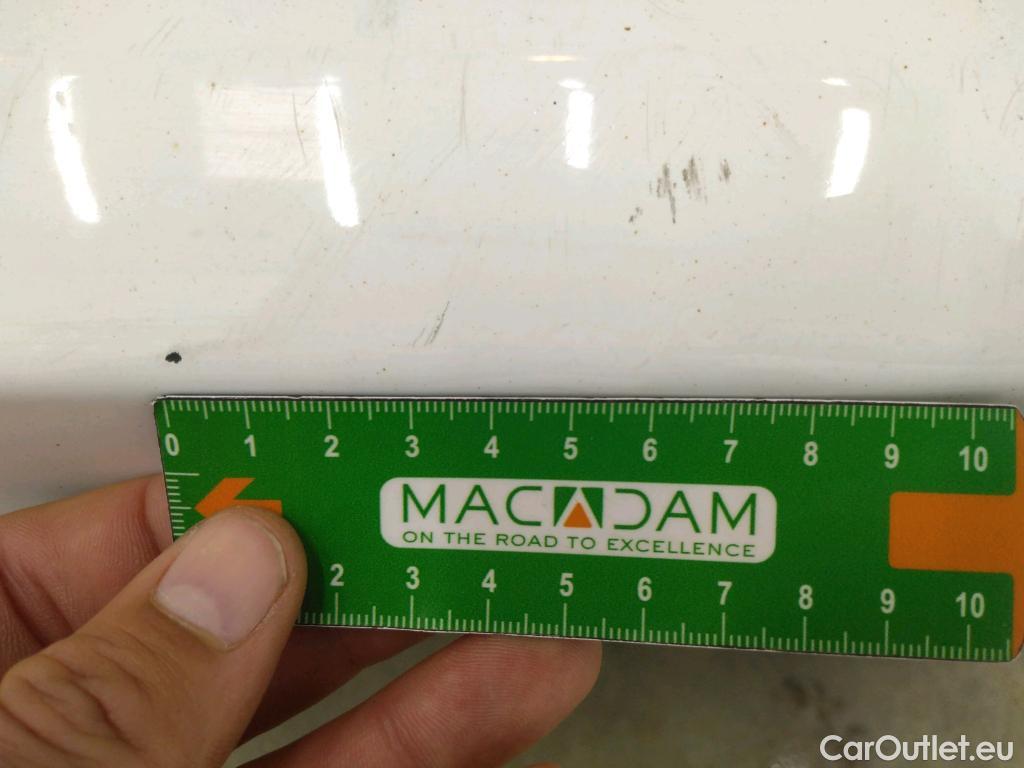 0 1 2 3 4 5 6 7 8 9 10
MACADAM
ON THE ROAD TO EXCELLENCE
2 3 4 5 6 7 8 9 10
CarOutlet.eu